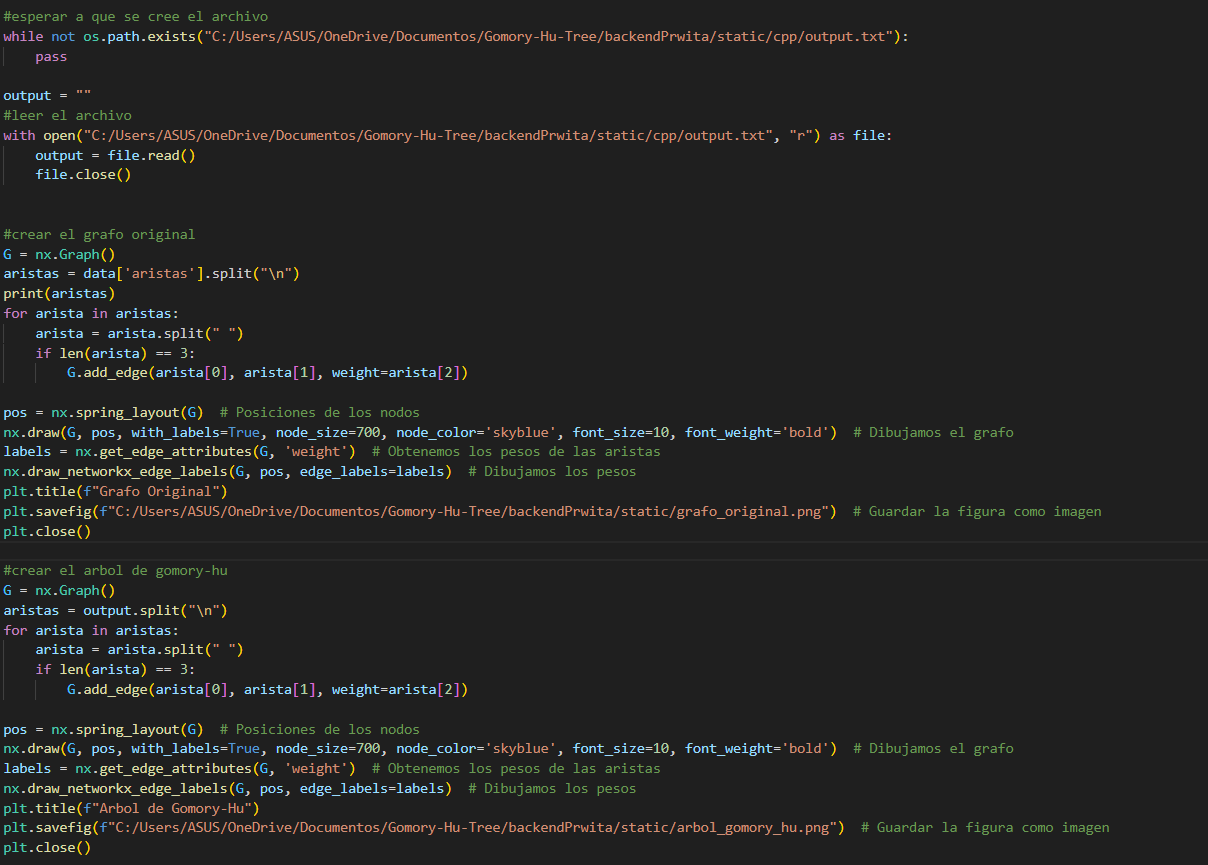 #esperar a que se cree el archivo
while not os.path.exists("C:/Users/ASUS/OneDrive/Documentos/Gomory-Hu-Tree/backendPrwita/static/cpp/output.txt"):
    pass

output = ""
#leer el archivo
with open("C:/Users/ASUS/OneDrive/Documentos/Gomory-Hu-Tree/backendPrwita/static/cpp/output.txt", "r") as file:
    output = file.read()
    file.close()


#crear el grafo original
G = nx.Graph()
aristas = data['aristas'].split("\n")
print(aristas)
for arista in aristas:
    arista = arista.split(" ")
    if len(arista) == 3:
        G.add_edge(arista[0], arista[1], weight=arista[2])

pos = nx.spring_layout(G)  # Posiciones de los nodos
nx.draw(G, pos, with_labels=True, node_size=700, node_color='skyblue', font_size=10, font_weight='bold')  # Dibujamos el grafo
labels = nx.get_edge_attributes(G, 'weight')  # Obtenemos los pesos de las aristas
nx.draw_networkx_edge_labels(G, pos, edge_labels=labels)  # Dibujamos los pesos
plt.title(f"Grafo Original")
plt.savefig(f"C:/Users/ASUS/OneDrive/Documentos/Gomory-Hu-Tree/backendPrwita/static/grafo_original.png")  # Guardar la figura como imagen
plt.close()

#crear el arbol de gomory-hu
G = nx.Graph()
aristas = output.split("\n")
for arista in aristas:
    arista = arista.split(" ")
    if len(arista) == 3:
        G.add_edge(arista[0], arista[1], weight=arista[2])

pos = nx.spring_layout(G)  # Posiciones de los nodos
nx.draw(G, pos, with_labels=True, node_size=700, node_color='skyblue', font_size=10, font_weight='bold')  # Dibujamos el grafo
labels = nx.get_edge_attributes(G, 'weight')  # Obtenemos los pesos de las aristas
nx.draw_networkx_edge_labels(G, pos, edge_labels=labels)  # Dibujamos los pesos
plt.title(f"Arbol de Gomory-Hu")
plt.savefig(f"C:/Users/ASUS/OneDrive/Documentos/Gomory-Hu-Tree/backendPrwita/static/arbol_gomory_hu.png")  # Guardar la figura como imagen
plt.close()